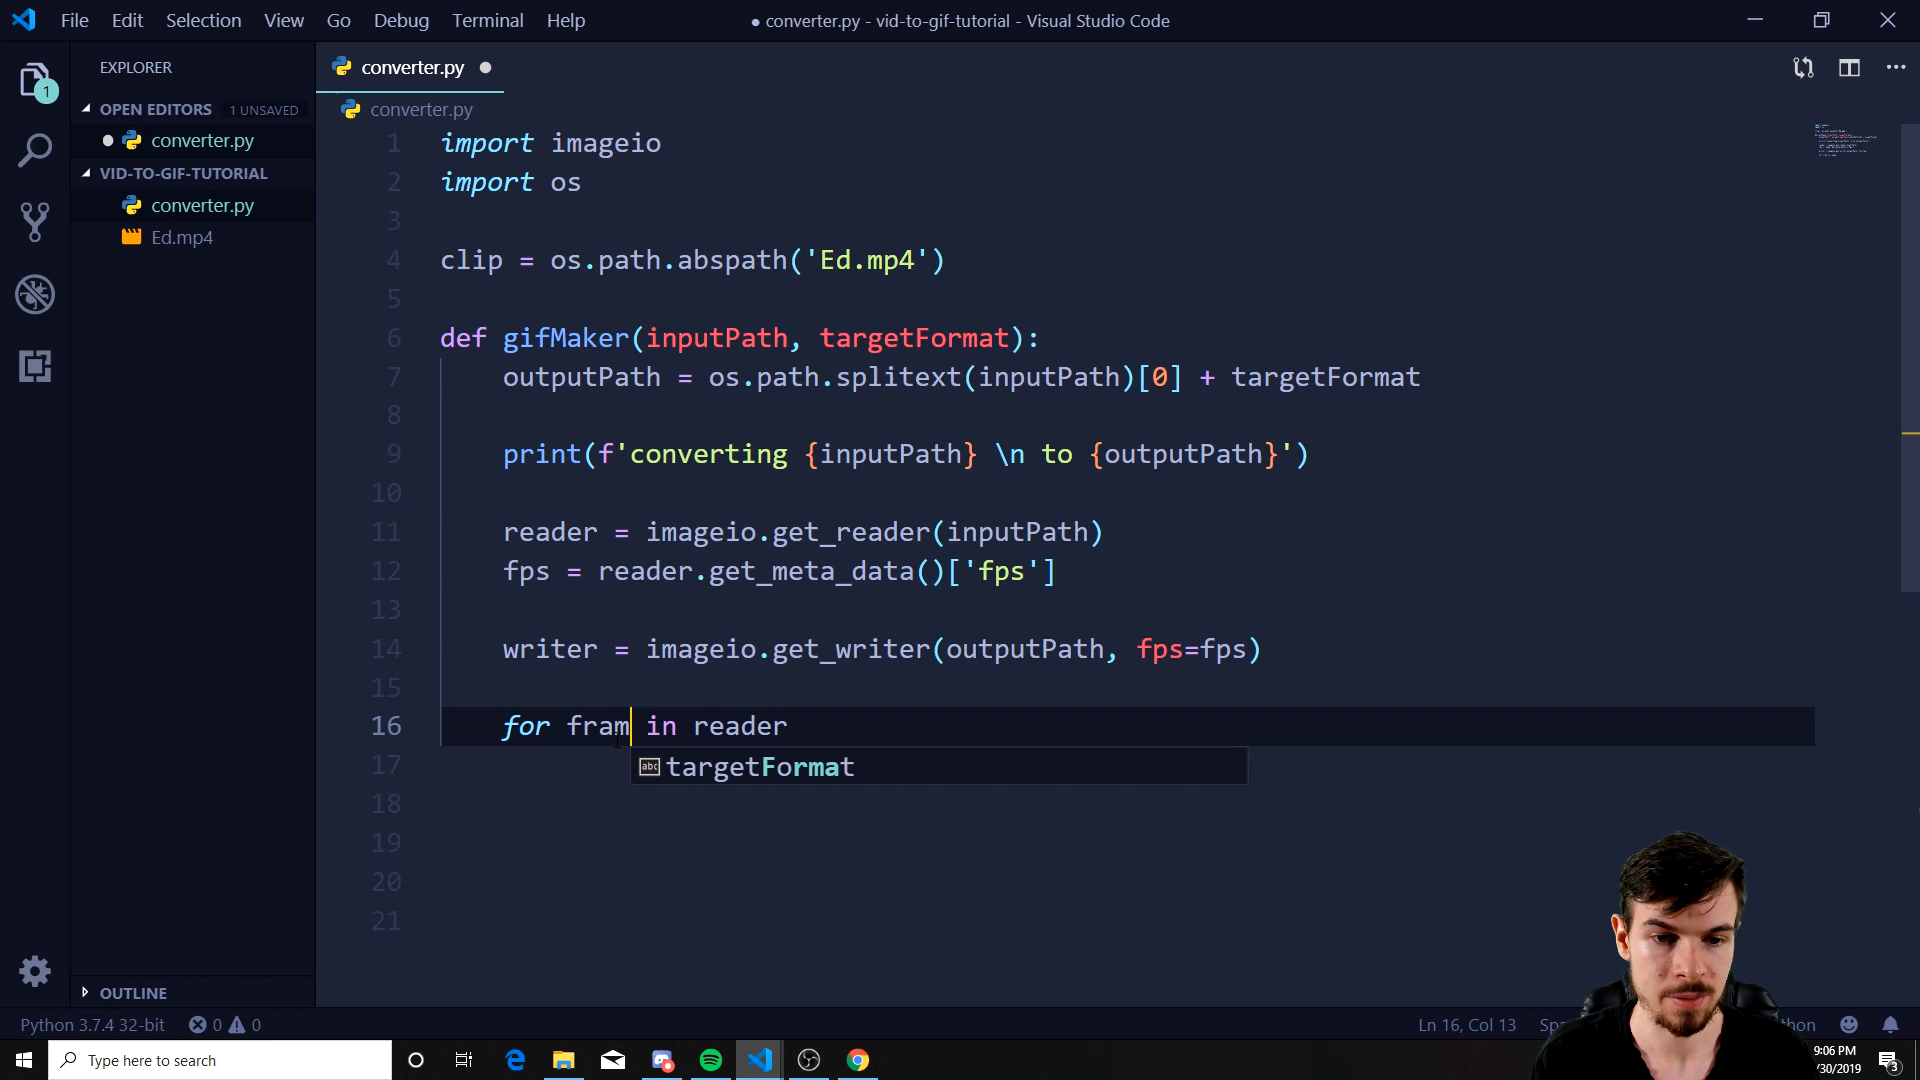 File Edit Selection View Go Debug Terminal Help
● converter.py - vid-to-gif-tutorial - Visual Studio Code
EXPLORER
OPEN EDITORS 1 UNSAVED
converter.py
VID-TO-GIF-TUTORIAL
converter.py
Ed.mp4
OUTLINE
1
converter.py
converter.py
1 import imageio
2 import os
3
4 clip = os.path.abspath('Ed.mp4')
5
6 def gifMaker(inputPath, targetFormat):
7 outputPath = os.path.splitext(inputPath)[0] + targetFormat
8
9 print(f'converting {inputPath} \n to {outputPath}')
10
11 reader = imageio.get_reader(inputPath)
12 fps = reader.get_meta_data()['fps']
13
14 writer = imageio.get_writer(outputPath, fps=fps)
15
16 for fram in reader
abc targetFormat
17
18
19
20
21
Python 3.7.4 32-bit 0 0
Ln 16, Col 13
Type here to search
9:06 PM
/30/2019
3